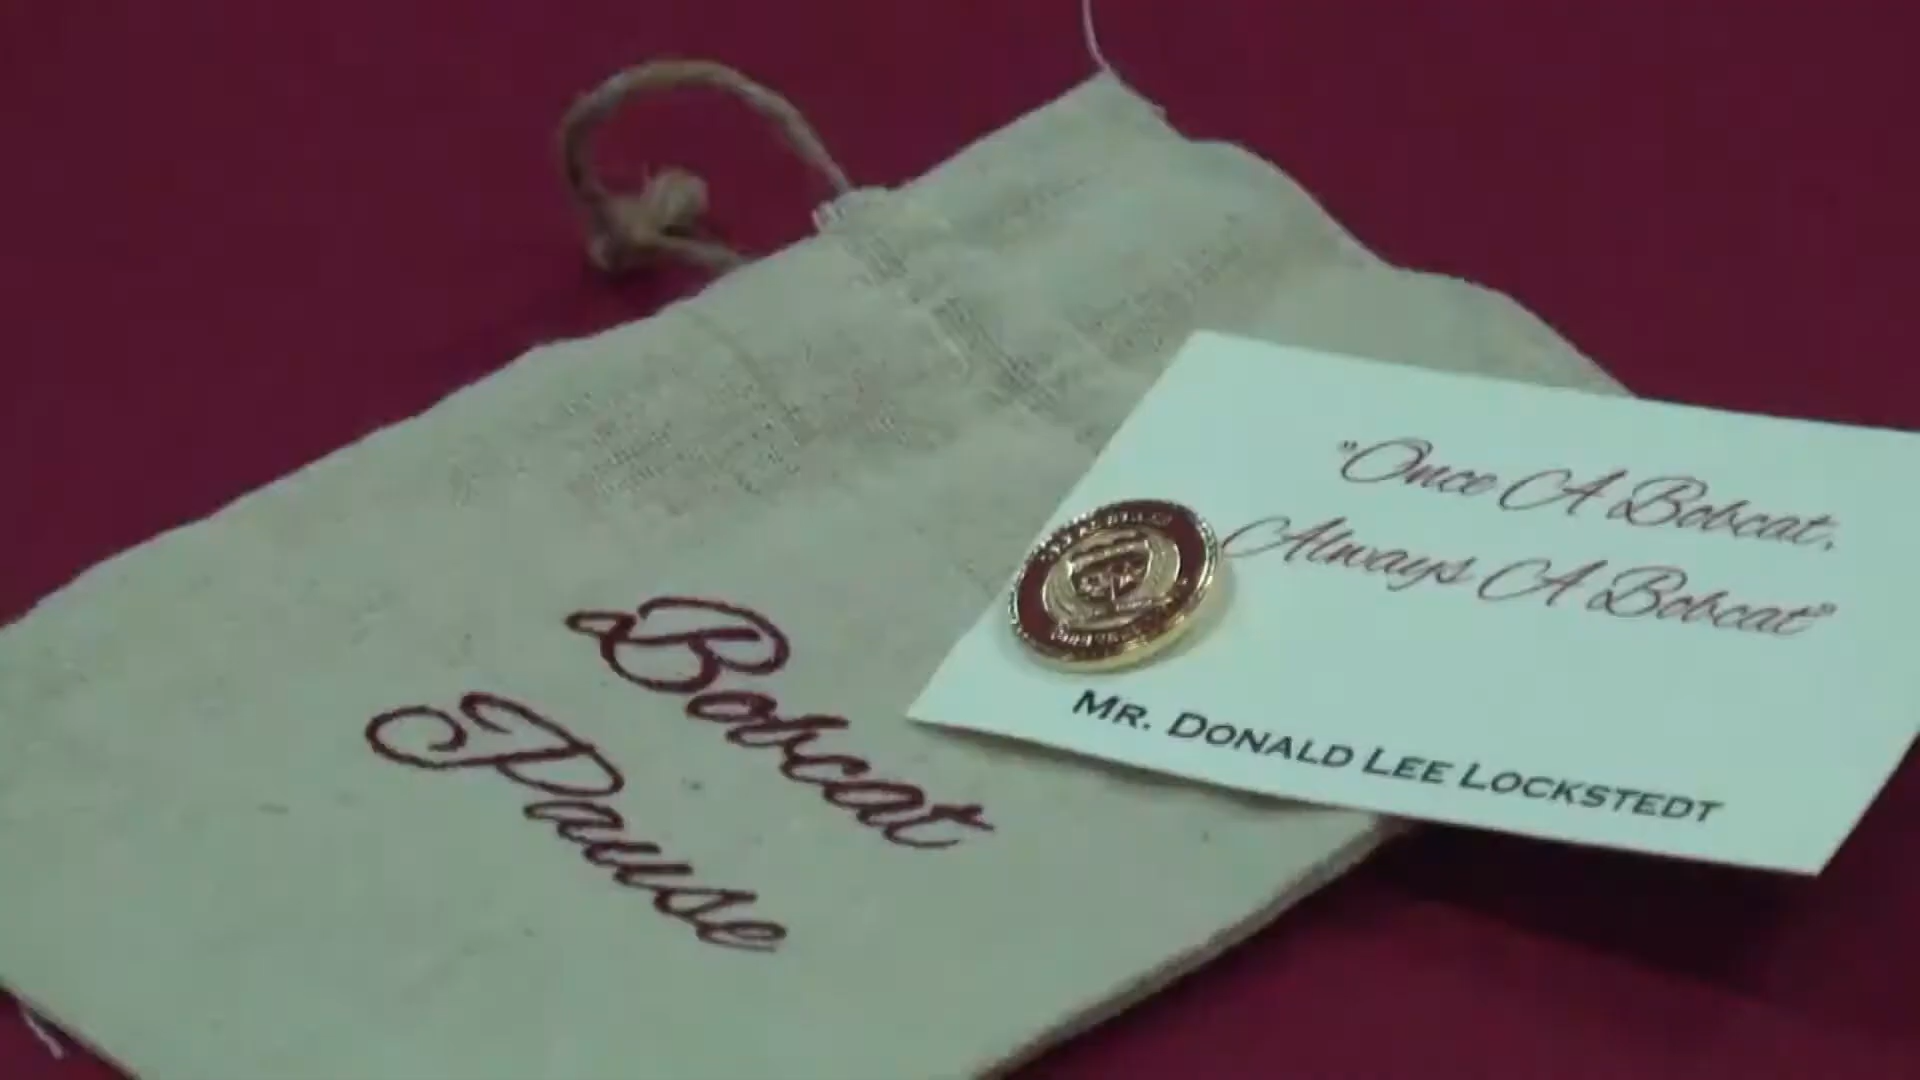 Bobcat
Pause
"Once A Bobcat,
Always A Bobcat"
MR. DONALD LEE LOCKSTEDT